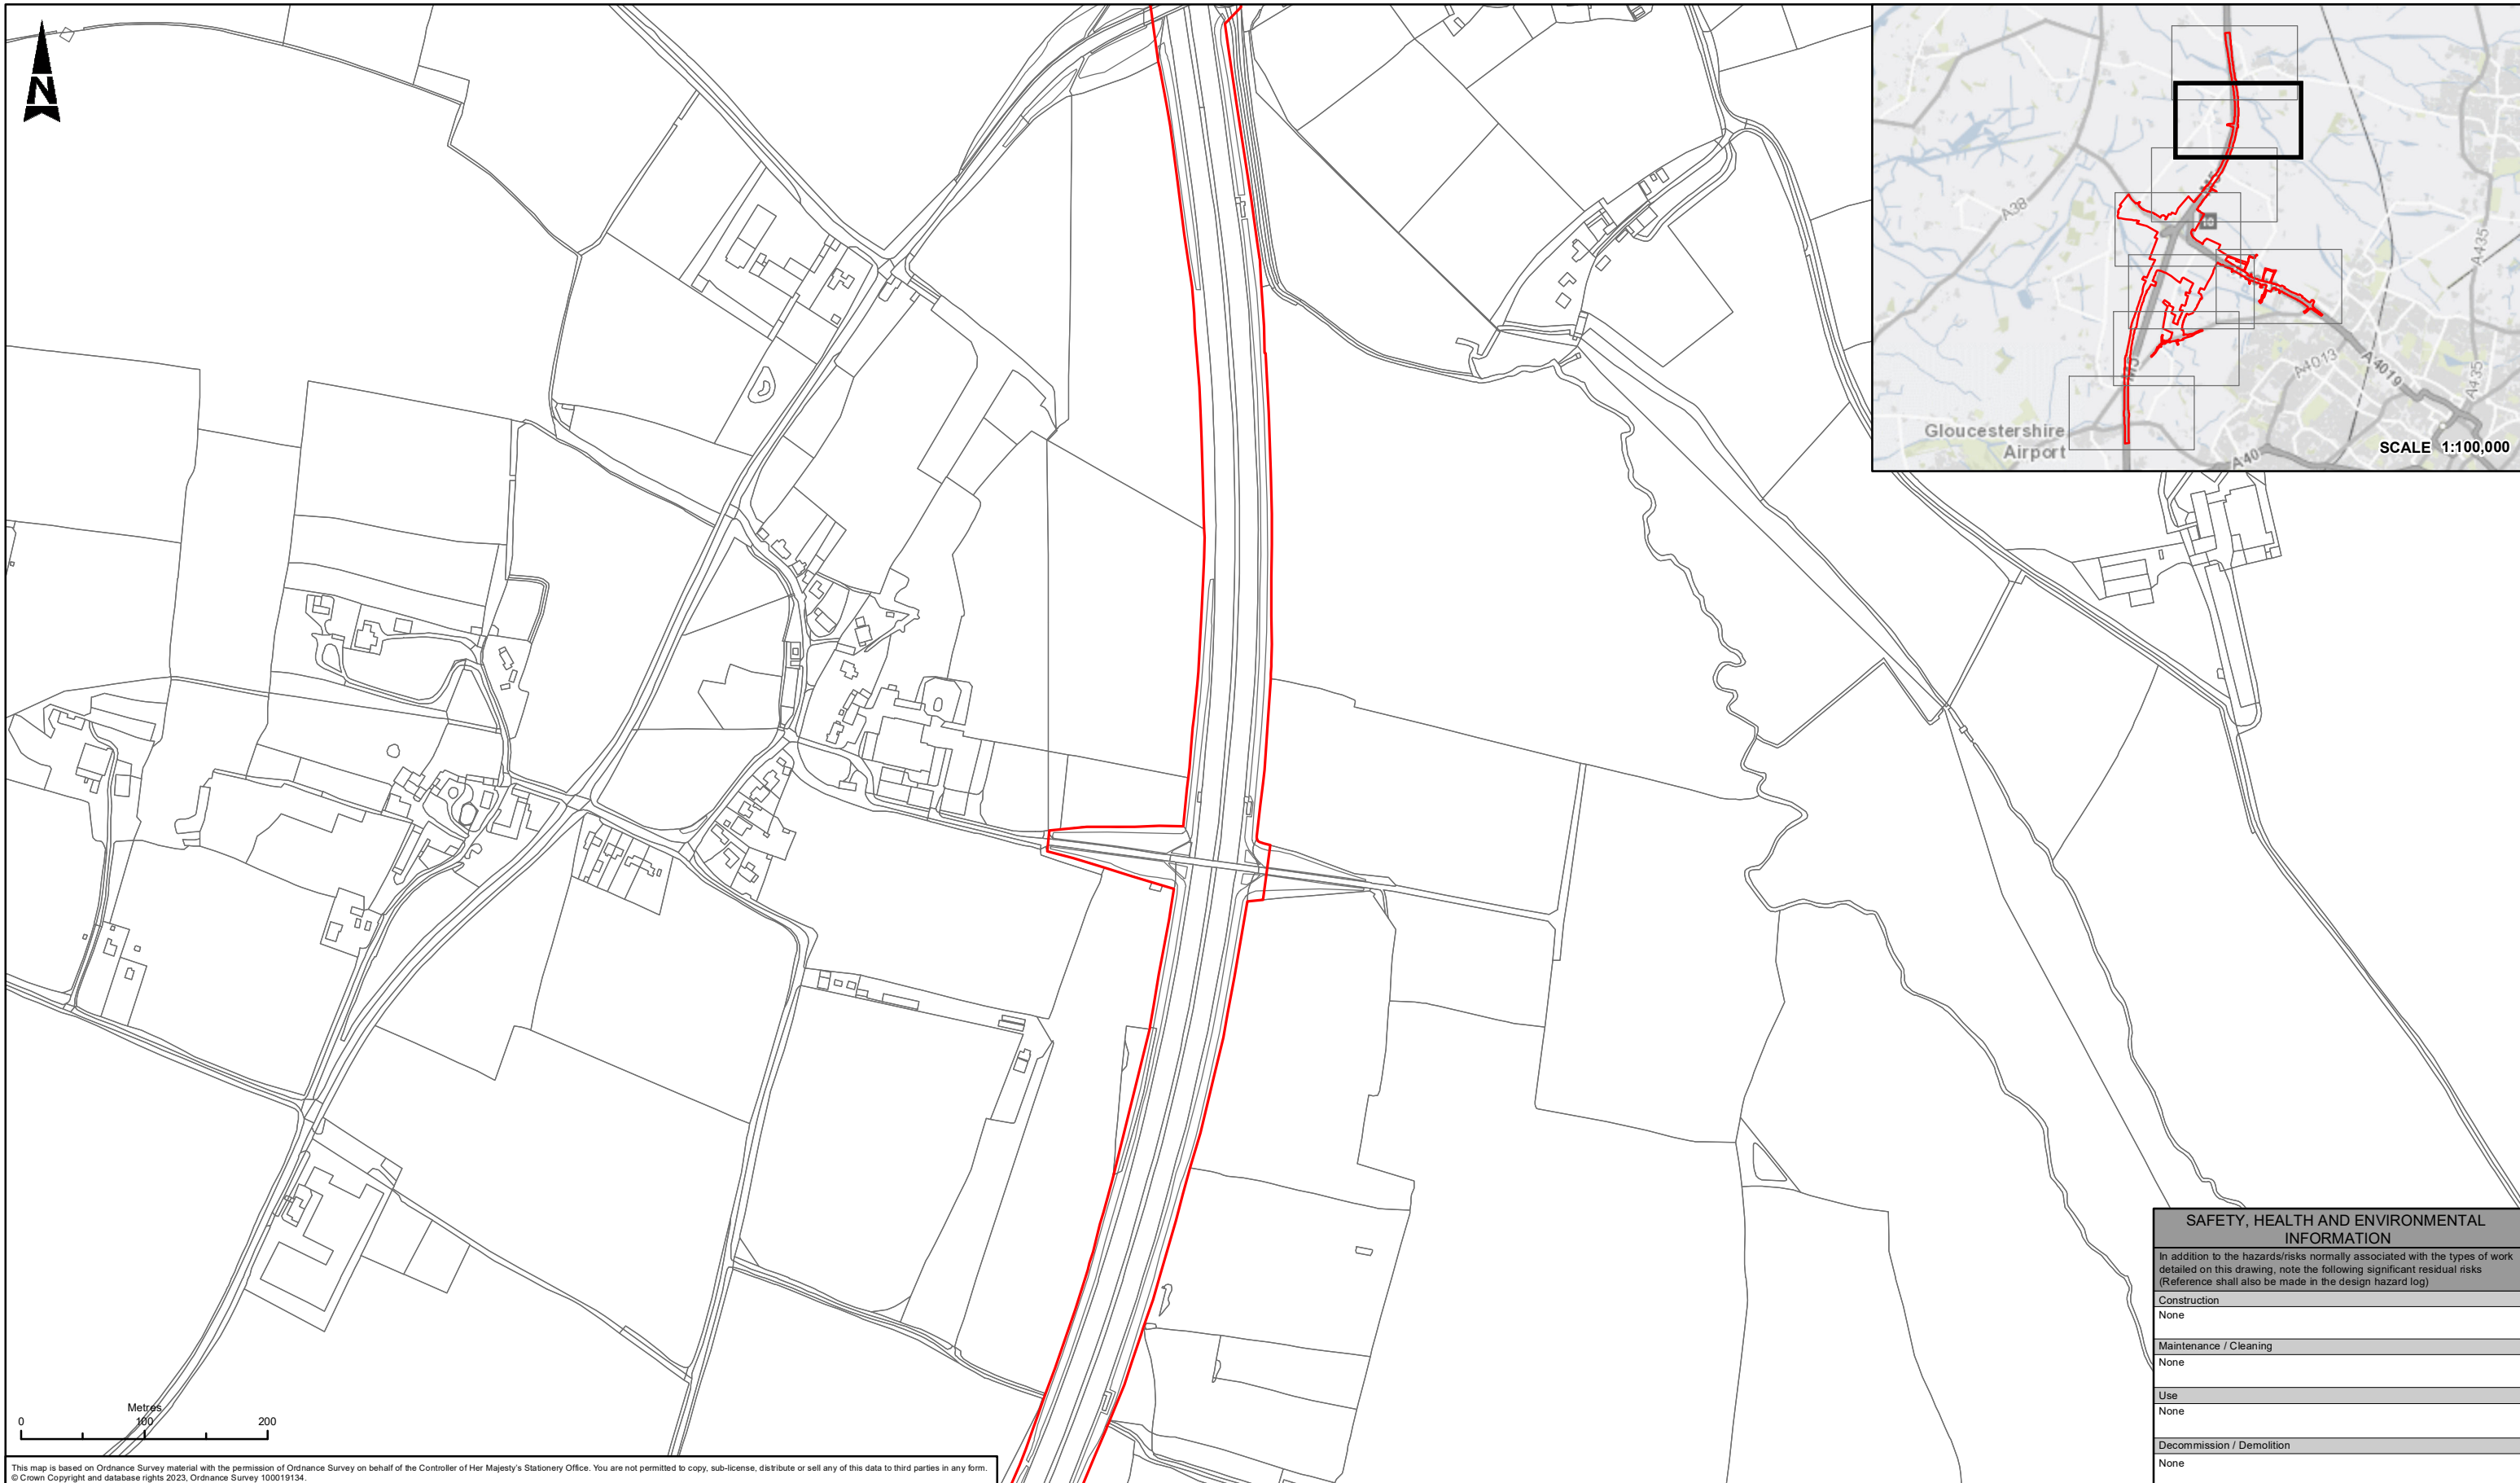 N
A38
M5
A435
A4013
A4019
A435
M5
Gloucestershire
Airport
A40
SCALE 1:100,000
SAFETY, HEALTH AND ENVIRONMENTAL
INFORMATION
In addition to the hazards/risks normally associated with the types of work
detailed on this drawing, note the following significant residual risks
(Reference shall also be made in the design hazard log)
Construction
None
Maintenance / Cleaning
None
Use
None
Decommission / Demolition
None
Metres
0 100 200
This map is based on Ordnance Survey material with the permission of Ordnance Survey on behalf of the Controller of Her Majesty's Stationery Office. You are not permitted to copy, sub-license, distribute or sell any of this data to third parties in any form.
© Crown Copyright and database rights 2023, Ordnance Survey 100019134.